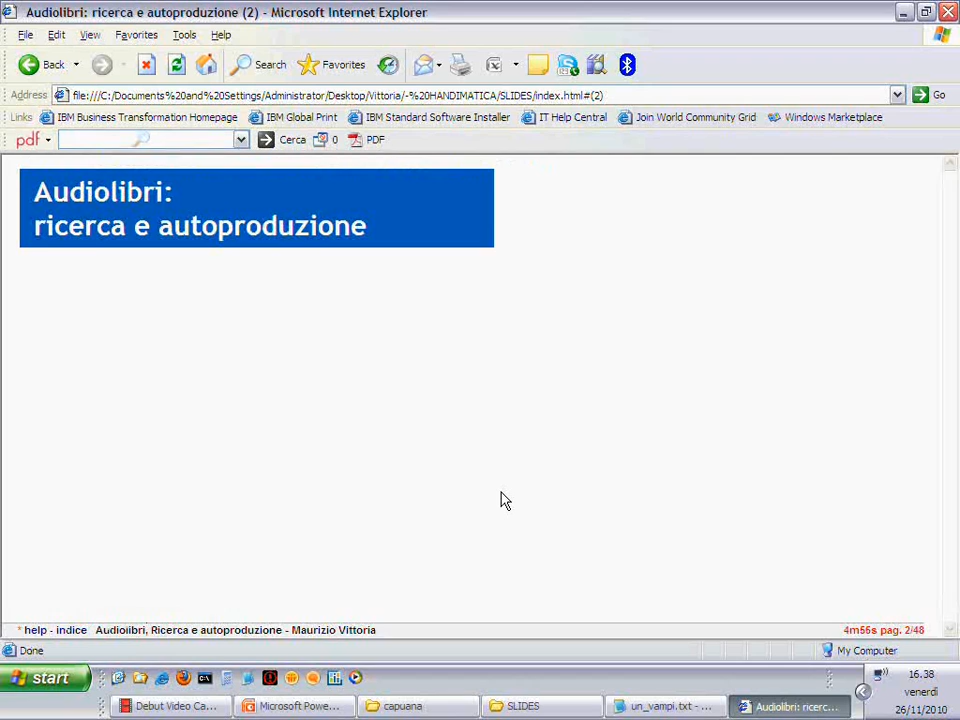 Audiolibri: ricerca e autoproduzione (2) - Microsoft Internet Explorer
File Edit View Favorites Tools Help
Back Search Favorites
Address file:///C:/Documents%20and%20Settings/Administrator/Desktop/Vittoria/-%20HANDIMATICA/SLIDES/index.html#(2) Go
Links IBM Business Transformation Homepage IBM Global Print IBM Standard Software Installer IT Help Central Join World Community Grid Windows Marketplace
pdf Cerca 0 PDF
Audiolibri:
ricerca e autoproduzione
* help - indice Audiolibri, Ricerca e autoproduzione - Maurizio Vittoria 4m56s pag. 2/48
Done My Computer
start 16.38
venerdì
Debut Video Ca... Microsoft Powe... capuana SLIDES un_vampi.txt - ... Audiolibri: ricerc... 26/11/2010